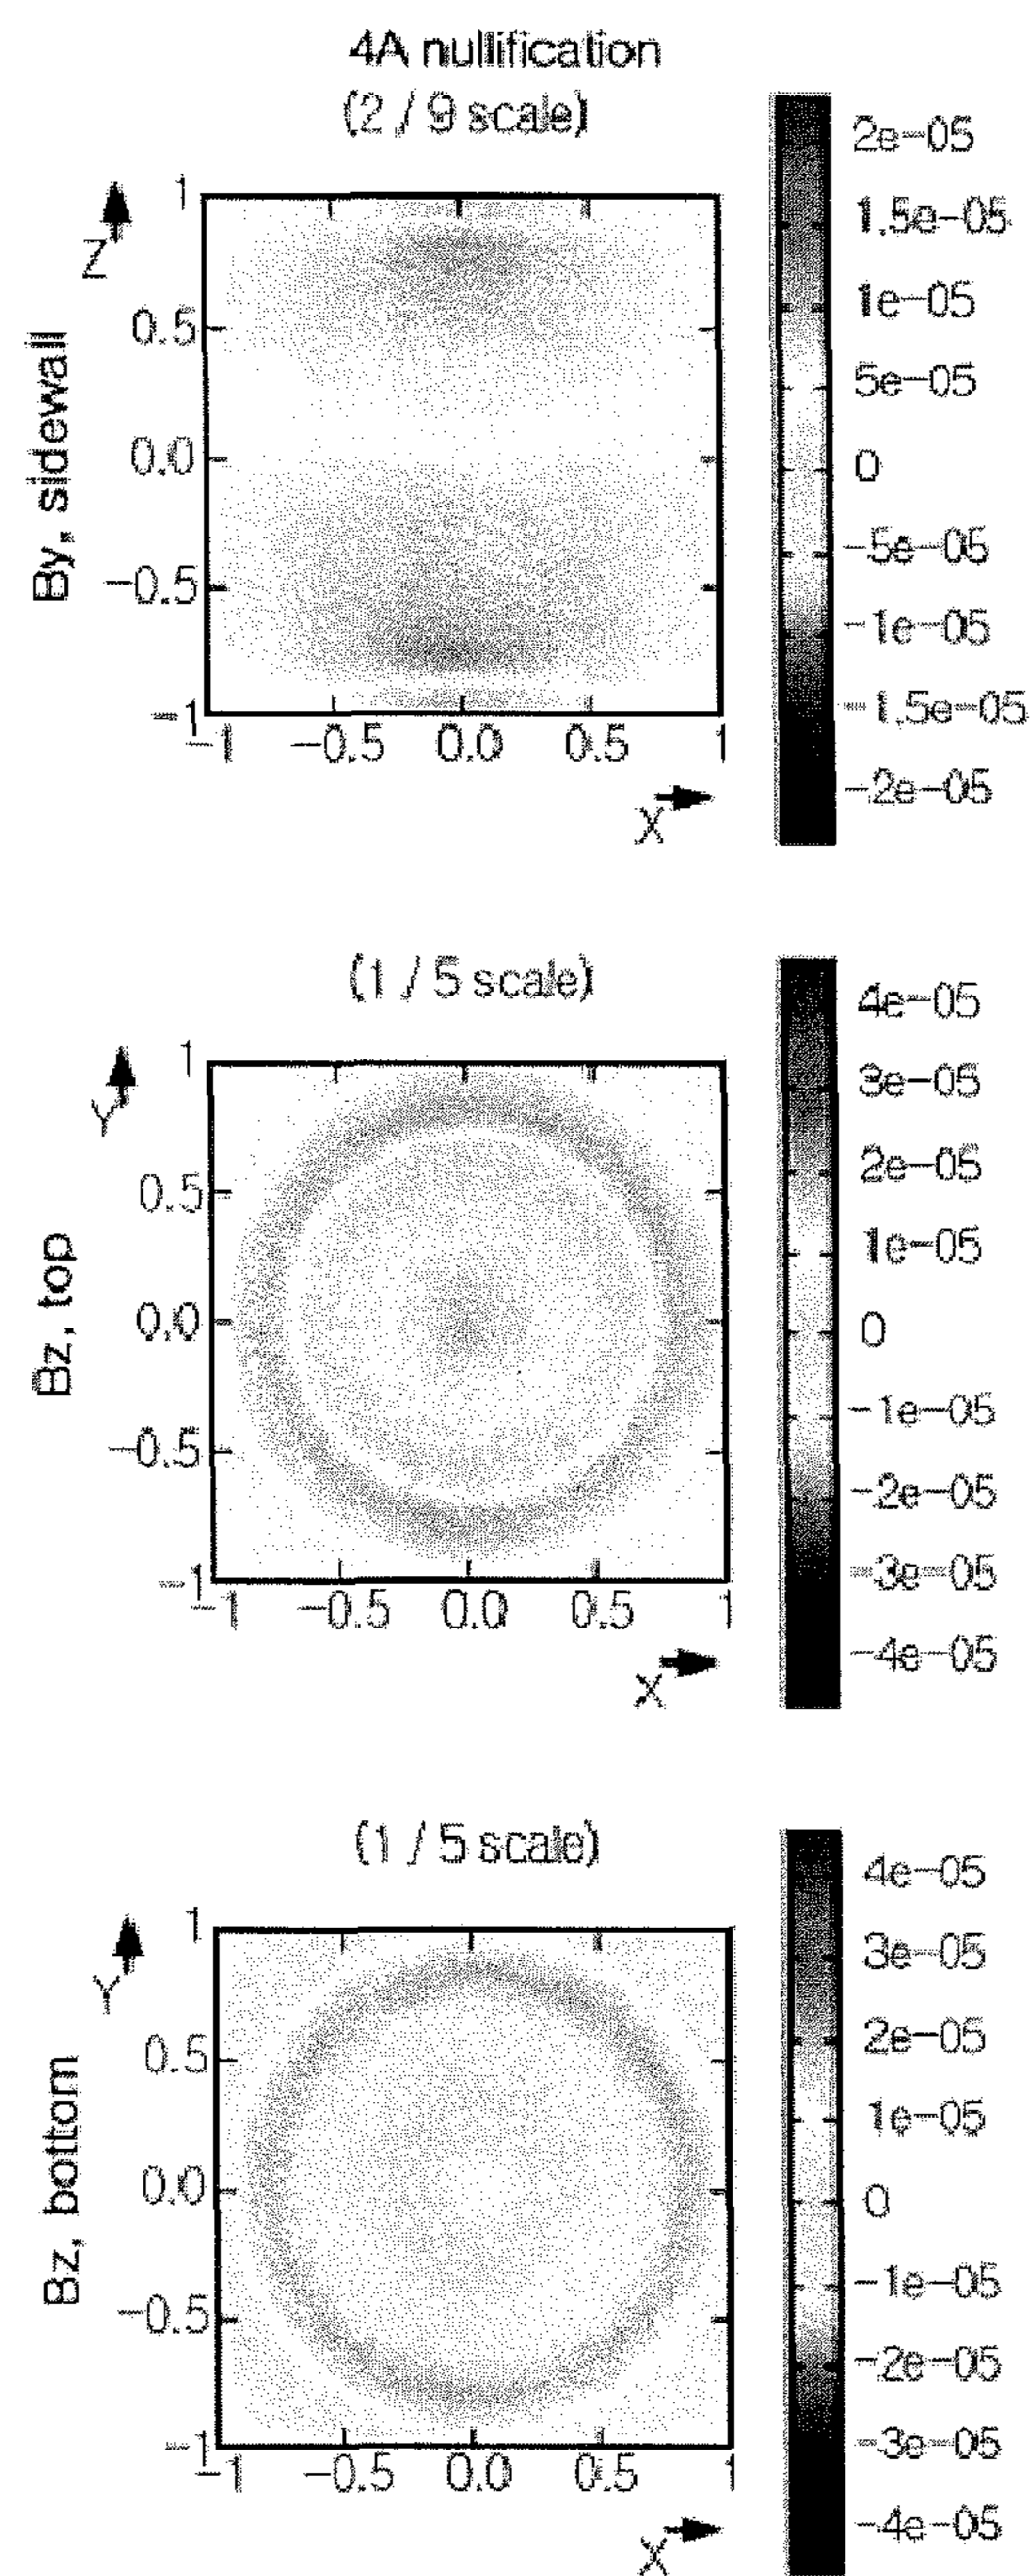 4A nullification
(2 / 9 scale)
By, sidewall
Z
1
0.5
0.0
-0.5
-1
-1 -0.5 0.0 0.5 1
X
2e-05
1.5e-05
1e-05
5e-05
0
-5e-05
-1e-05
-1.5e-05
-2e-05
(1 / 5 scale)
Bz, top
Y
1
0.5
0.0
-0.5
-1
-1 -0.5 0.0 0.5 1
X
4e-05
3e-05
2e-05
1e-05
0
-1e-05
-2e-05
-3e-05
-4e-05
(1 / 5 scale)
Bz, bottom
Y
1
0.5
0.0
-0.5
-1
-1 -0.5 0.0 0.5 1
X
4e-05
3e-05
2e-05
1e-05
0
-1e-05
-2e-05
-3e-05
-4e-05